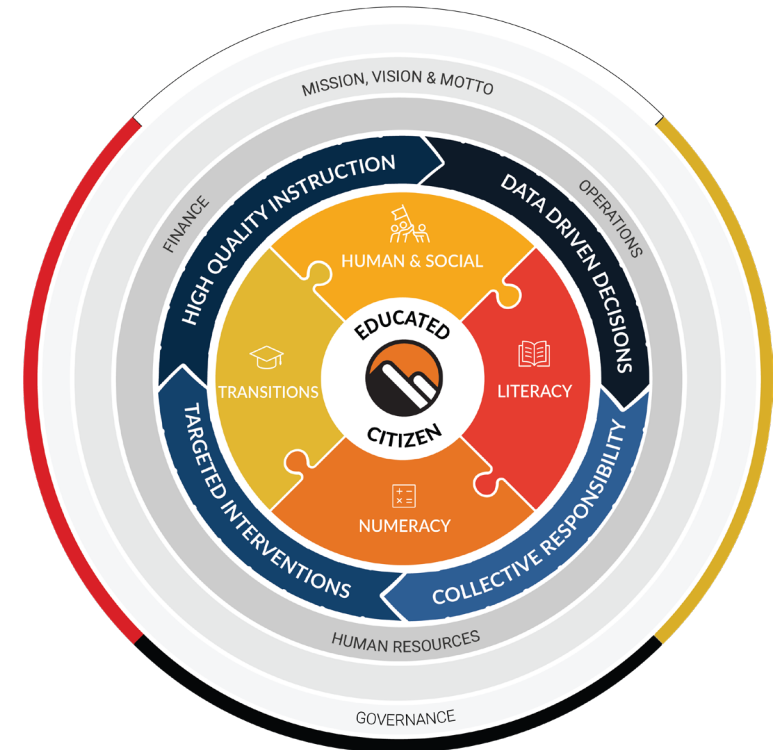 MISSION, VISION & MOTTO
FINANCE
OPERATIONS
HIGH QUALITY INSTRUCTION
DATA DRIVEN DECISIONS
HUMAN & SOCIAL
EDUCATED
CITIZEN
TRANSITIONS
LITERACY
NUMERACY
TARGETED INTERVENTIONS
COLLECTIVE RESPONSIBILITY
HUMAN RESOURCES
GOVERNANCE